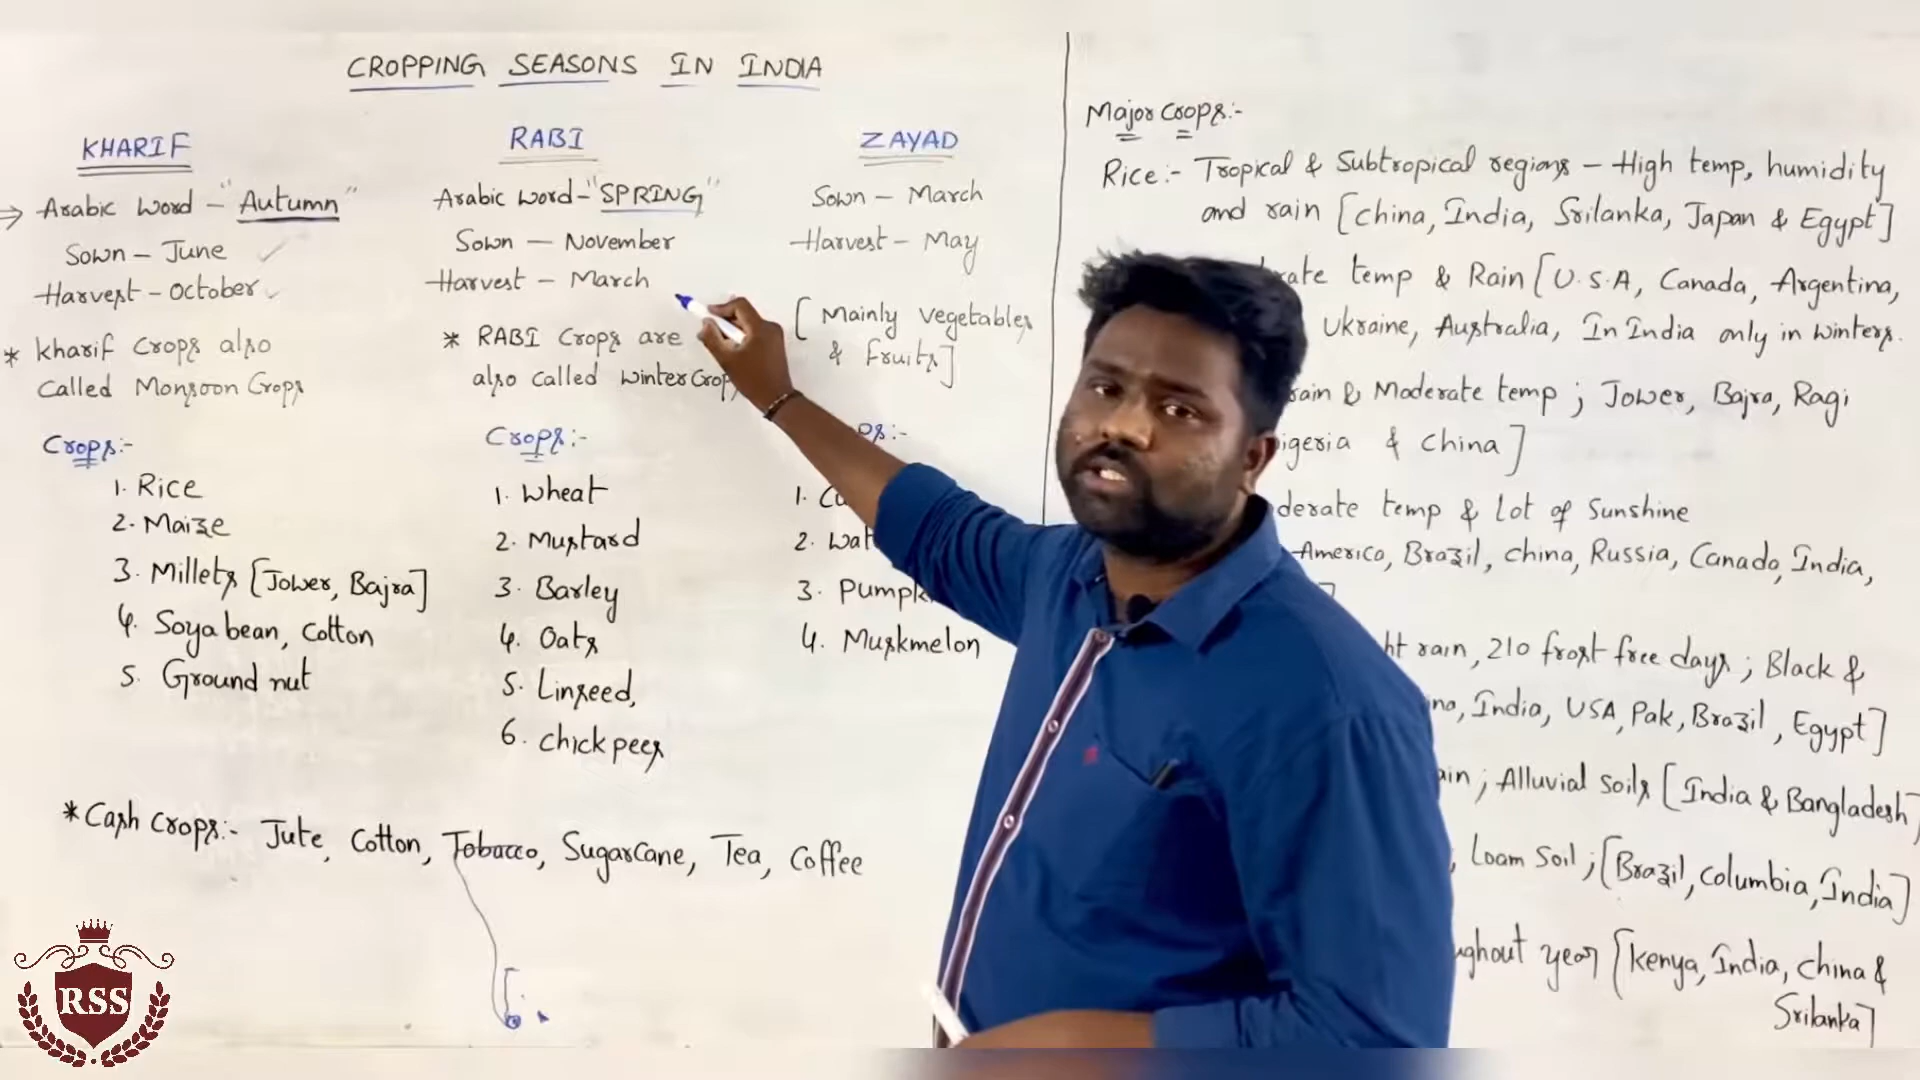 CROPPING SEASONS IN INDIA
KHARIF
⇒ Arabic Word - "Autumn"
Sown - June ✓
Harvest - October ✓
* Kharif Crops also
Called Monsoon Crops
Crops:-
1. Rice
2. Maize
3. Millets [Jower, Bajra]
4. Soyabean, Cotton
5. Ground nut
RABI
Arabic Word - "SPRING"
Sown - November
Harvest - March
* RABI Crops are
also Called Winter Crop
Crops:-
1. Wheat
2. Mustard
3. Barley
4. Oats
5. Linseed,
6. Chickpees
ZAYAD
Sown - March
Harvest - May
[Mainly Vegetables
& Fruits]
1.
2.
3.
4. Muskmelon
* Cash Crops:- Jute, Cotton, Tobacco, Sugarcane, Tea, Coffee
Major Crops:-
Rice:- Tropical & Subtropical regions - High temp, humidity
and rain [China, India, Srilanka, Japan & Egypt]
temp & Rain [U.S.A, Canada, Argentina,
Ukraine, Australia, In India only in winters.
& Moderate temp; Jower, Bajra, Ragi
& China]
temp & lot of Sunshine
America, Brazil, China, Russia, Canada, India,
rain, 210 frost free days; Black &
India, USA, Pak, Brazil, Egypt]
; Alluvial Soils [India & Bangladesh]
, Loam Soil; [Brazil, Columbia, India]
year [Kenya, India, China &
Srilanka]
RSS